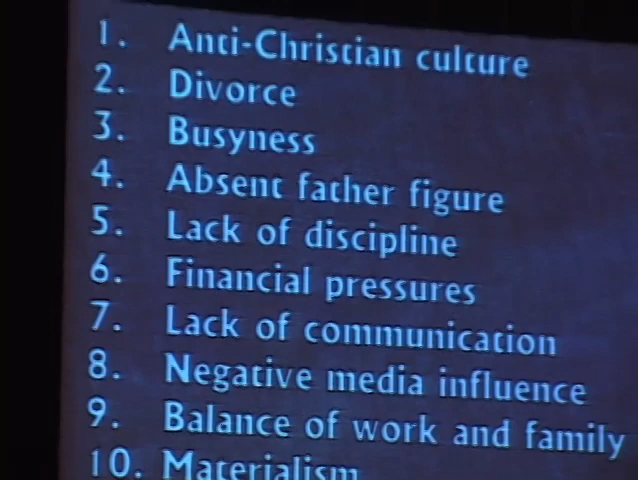 1. Anti-Christian culture
2. Divorce
3. Busyness
4. Absent father figure
5. Lack of discipline
6. Financial pressures
7. Lack of communication
8. Negative media influence
9. Balance of work and family
10. Materialism